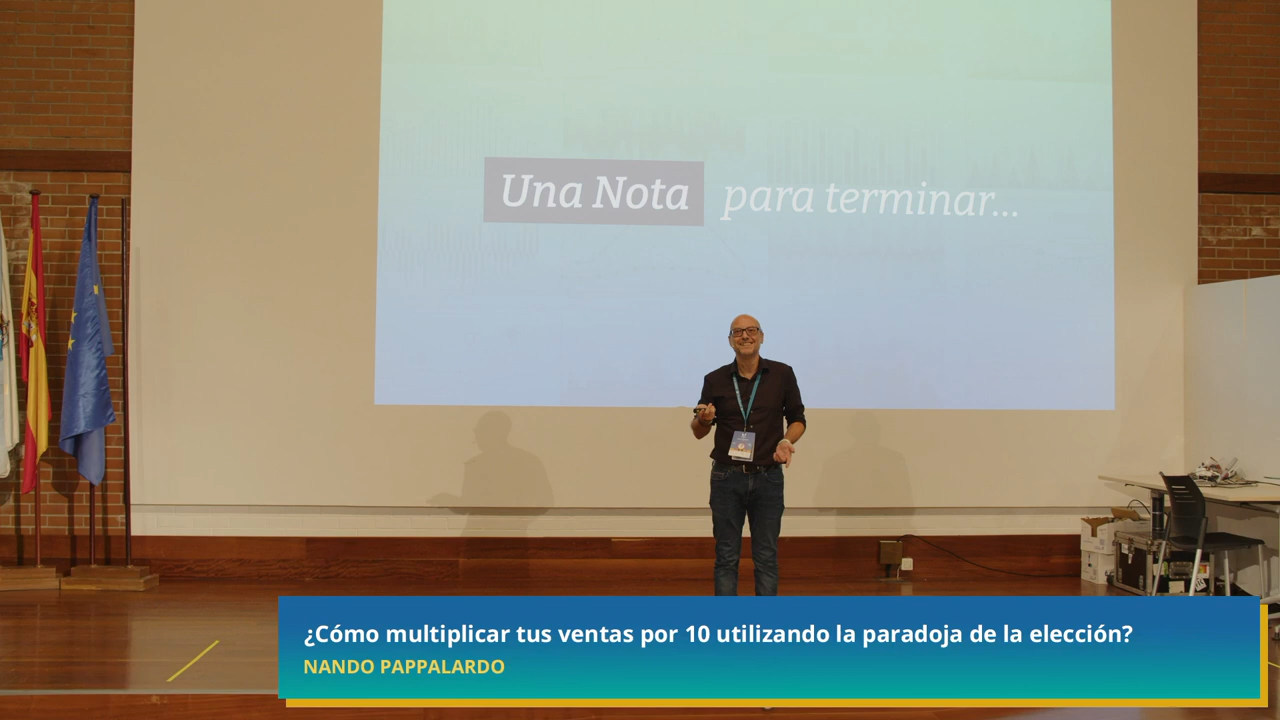 Una Nota para terminar...
¿Cómo multiplicar tus ventas por 10 utilizando la paradoja de la elección?
NANDO PAPPALARDO